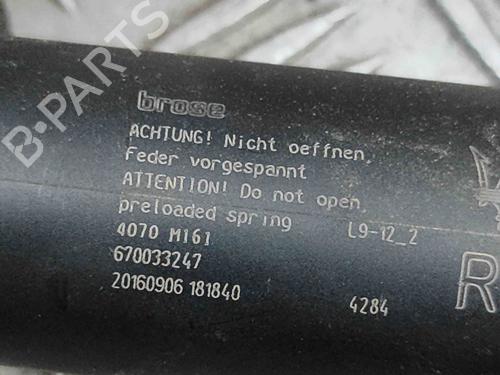 B-PARTS
brose
ACHTUNG! Nicht oeffnen,
Feder vorgespannt
ATTENTION! Do not open,
preloaded spring L9-12_2
4070 M161
670033247
20160906 181840 4284
R